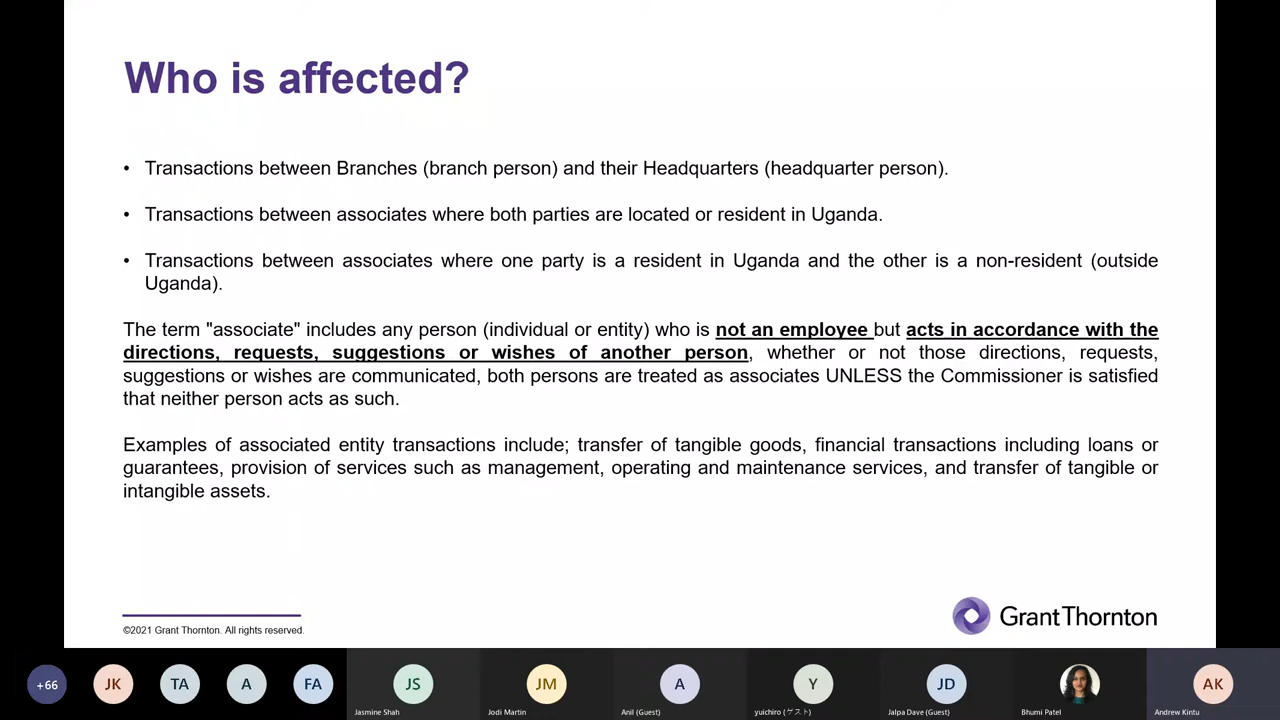 Who is affected?
• Transactions between Branches (branch person) and their Headquarters (headquarter person).
• Transactions between associates where both parties are located or resident in Uganda.
• Transactions between associates where one party is a resident in Uganda and the other is a non-resident (outside
Uganda).
The term "associate" includes any person (individual or entity) who is not an employee but acts in accordance with the
directions, requests, suggestions or wishes of another person, whether or not those directions, requests,
suggestions or wishes are communicated, both persons are treated as associates UNLESS the Commissioner is satisfied
that neither person acts as such.
Examples of associated entity transactions include; transfer of tangible goods, financial transactions including loans or
guarantees, provision of services such as management, operating and maintenance services, and transfer of tangible or
intangible assets.
©2021 Grant Thornton. All rights reserved.
GrantThornton
+66 JK TA A FA JS JM A Y JD AK
Jasmine Shah Jodi Martin Anil (Guest) yuichiro (ゲスト) Jalpa Dave (Guest) Bhumi Patel Andrew Kintu